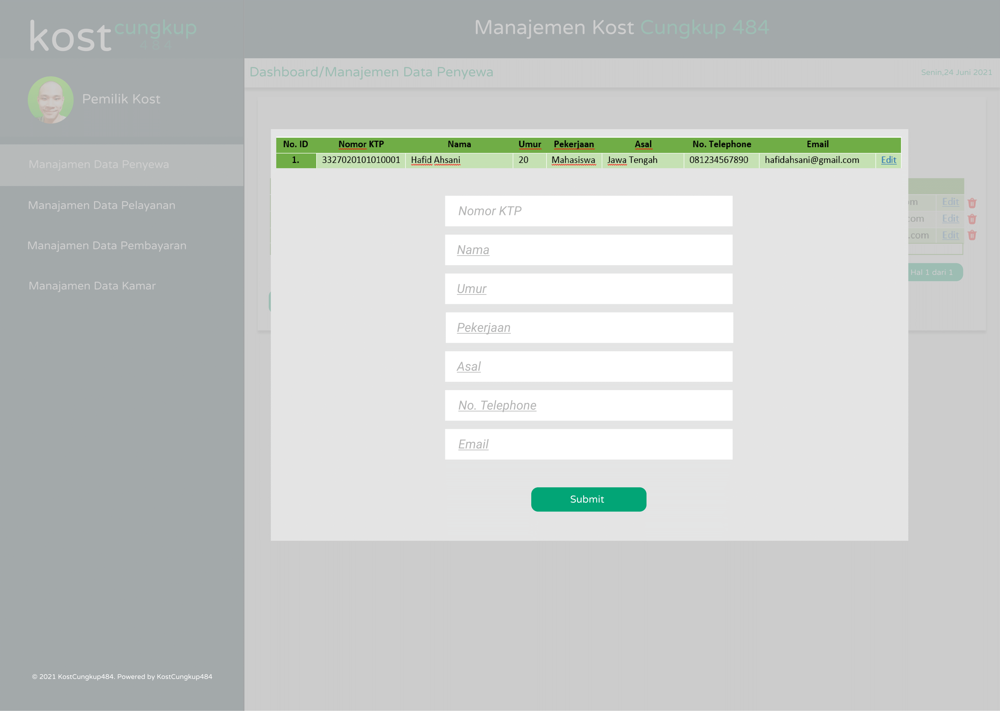 kost cungkup
484
Manajemen Kost Cungkup 484
Dashboard/Manajemen Data Penyewa
Senin,24 Juni 2021
Pemilik Kost
Manajamen Data Penyewa
Manajamen Data Pelayanan
Manajamen Data Pembayaran
Manajamen Data Kamar
No. ID Nomor KTP Nama Umur Pekerjaan Asal No. Telephone Email
1. 3327020101010001 Hafid Ahsani 20 Mahasiswa Jawa Tengah 081234567890 hafidahsani@gmail.com Edit
Nomor KTP
Nama
Umur
Pekerjaan
Asal
No. Telephone
Email
Submit
om Edit
com Edit
.com Edit
Hal 1 dari 1
© 2021 KostCungkup484. Powered by KostCungkup484